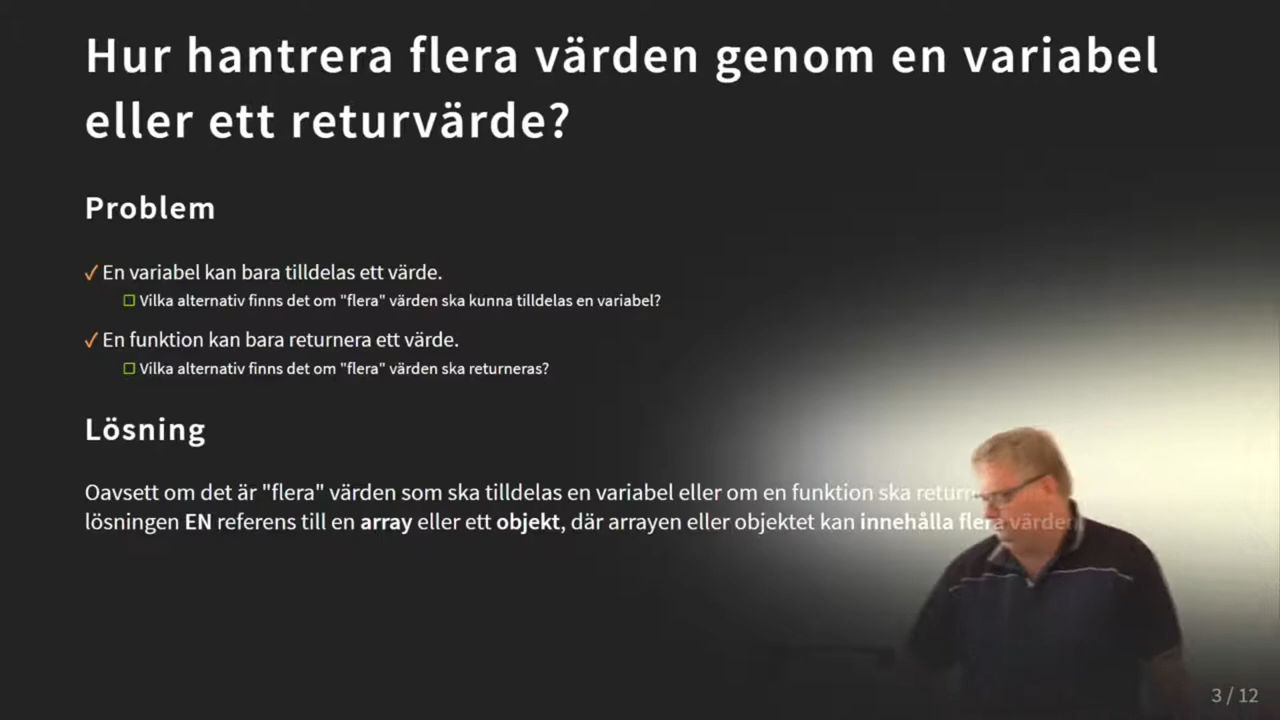 Hur hantrera flera värden genom en variabel
eller ett returvärde?
Problem
✓ En variabel kan bara tilldelas ett värde.
Vilka alternativ finns det om "flera" värden ska kunna tilldelas en variabel?
✓ En funktion kan bara returnera ett värde.
Vilka alternativ finns det om "flera" värden ska returneras?
Lösning
Oavsett om det är "flera" värden som ska tilldelas en variabel eller om en funktion ska
lösningen EN referens till en array eller ett objekt, där arrayen eller objektet kan innehålla flera värden
3 / 12